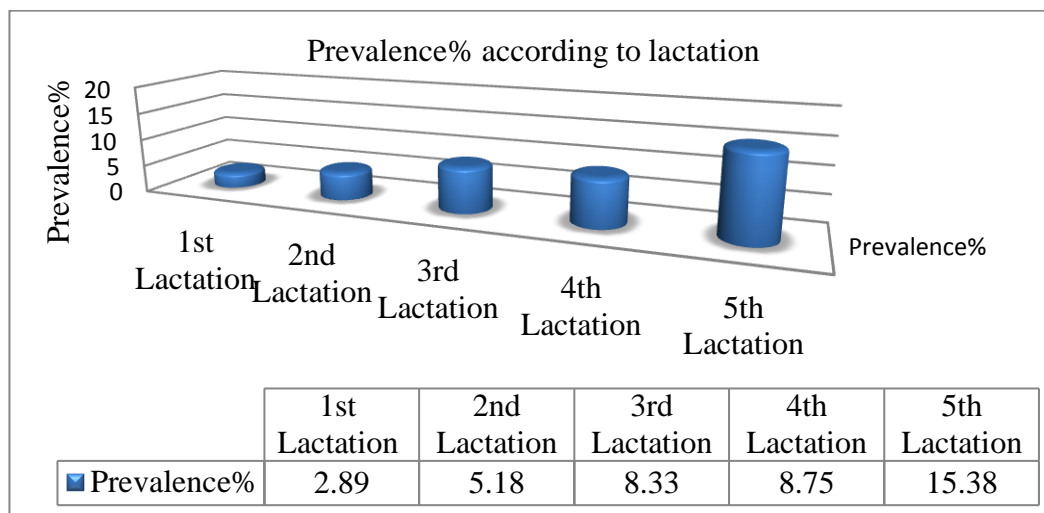 Prevalence% according to lactation
Prevalence%
20
15
10
5
0
1st
Lactation
2nd
Lactation
3rd
Lactation
4th
Lactation
5th
Lactation
Prevalence%
1st
Lactation
2nd
Lactation
3rd
Lactation
4th
Lactation
5th
Lactation
Prevalence% 2.89 5.18 8.33 8.75 15.38